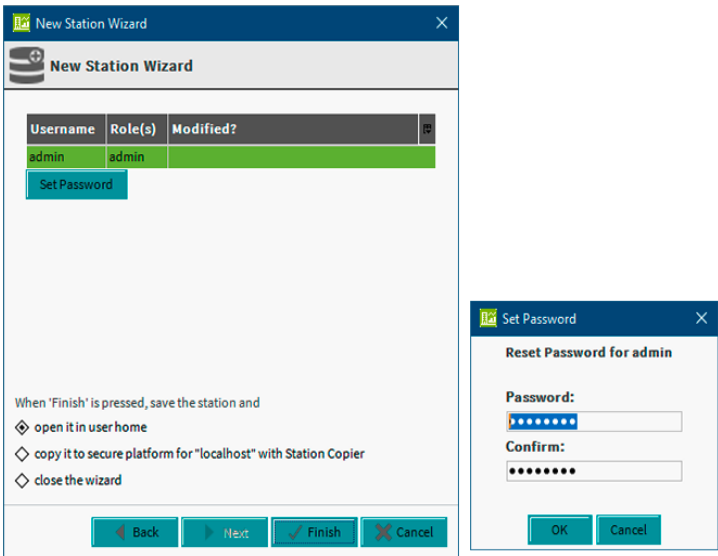 New Station Wizard
New Station Wizard
Username Role(s) Modified?
admin admin
Set Password
When 'Finish' is pressed, save the station and
open it in user home
copy it to secure platform for "localhost" with Station Copier
close the wizard
Back Next Finish Cancel
Set Password
Reset Password for admin
Password:
••••••••
Confirm:
••••••••
OK Cancel